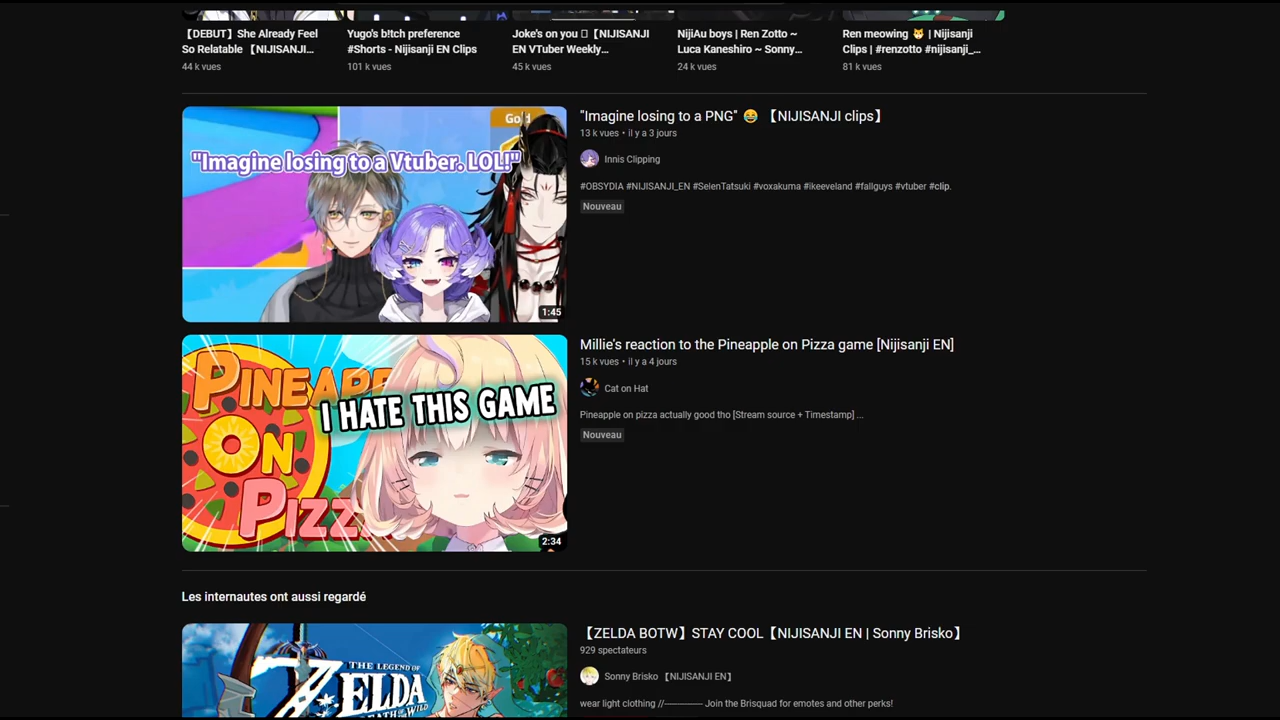 【DEBUT】She Already Feel
So Relatable 【NIJISANJI...
44 k vues
Yugo's b!tch preference
#Shorts - Nijisanji EN Clips
101 k vues
Joke's on you 🫵【NIJISANJI
EN VTuber Weekly...
45 k vues
NijiAu boys | Ren Zotto ~
Luca Kaneshiro ~ Sonny...
24 k vues
Ren meowing 😺 | Nijisanji
Clips | #renzotto #nijisanji_...
81 k vues
Gold
"Imagine losing to a Vtuber. LOL!"
1:45
"Imagine losing to a PNG" 😂 【NIJISANJI clips】
13 k vues • il y a 3 jours
Innis Clipping
#OBSYDIA #NIJISANJI_EN #SelenTatsuki #voxakuma #ikeeveland #fallguys #vtuber #clip.
Nouveau
PINEAPP
ON
PIZZ
I HATE THIS GAME
2:34
Millie's reaction to the Pineapple on Pizza game [Nijisanji EN]
15 k vues • il y a 4 jours
Cat on Hat
Pineapple on pizza actually good tho [Stream source + Timestamp] ...
Nouveau
Les internautes ont aussi regardé
THE LEGEND OF
ZELDA
【ZELDA BOTW】STAY COOL【NIJISANJI EN | Sonny Brisko】
929 spectateurs
Sonny Brisko 【NIJISANJI EN】
wear light clothing //———— Join the Brisquad for emotes and other perks!